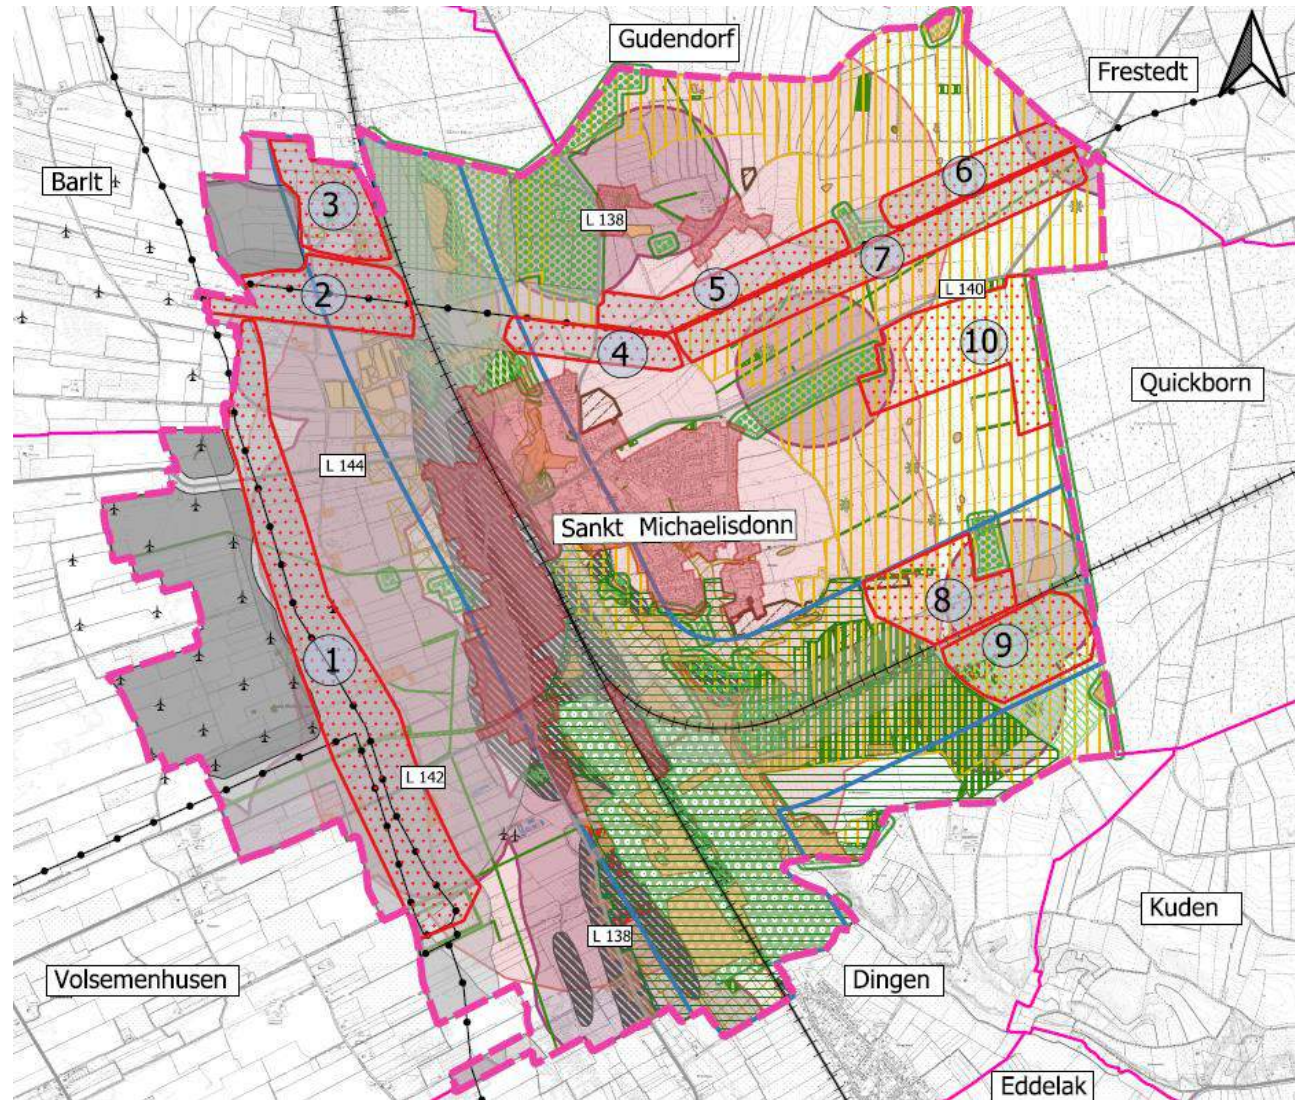 Gudendorf
Frestedt
Barlt
6
3
L 138
7
5
2
L 140
4
10
Quickborn
L 144
Sankt Michaelisdonn
8
9
1
L 142
Kuden
L 138
Volsemenhusen
Dingen
Eddelak